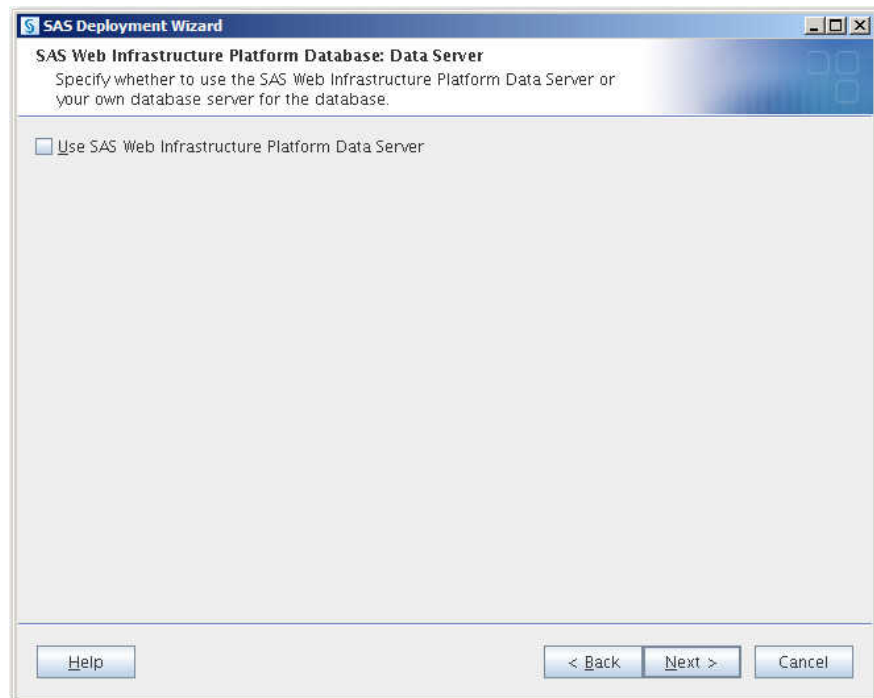 SAS Deployment Wizard
SAS Web Infrastructure Platform Database: Data Server
Specify whether to use the SAS Web Infrastructure Platform Data Server or
your own database server for the database.
Use SAS Web Infrastructure Platform Data Server
Help
< Back
Next >
Cancel